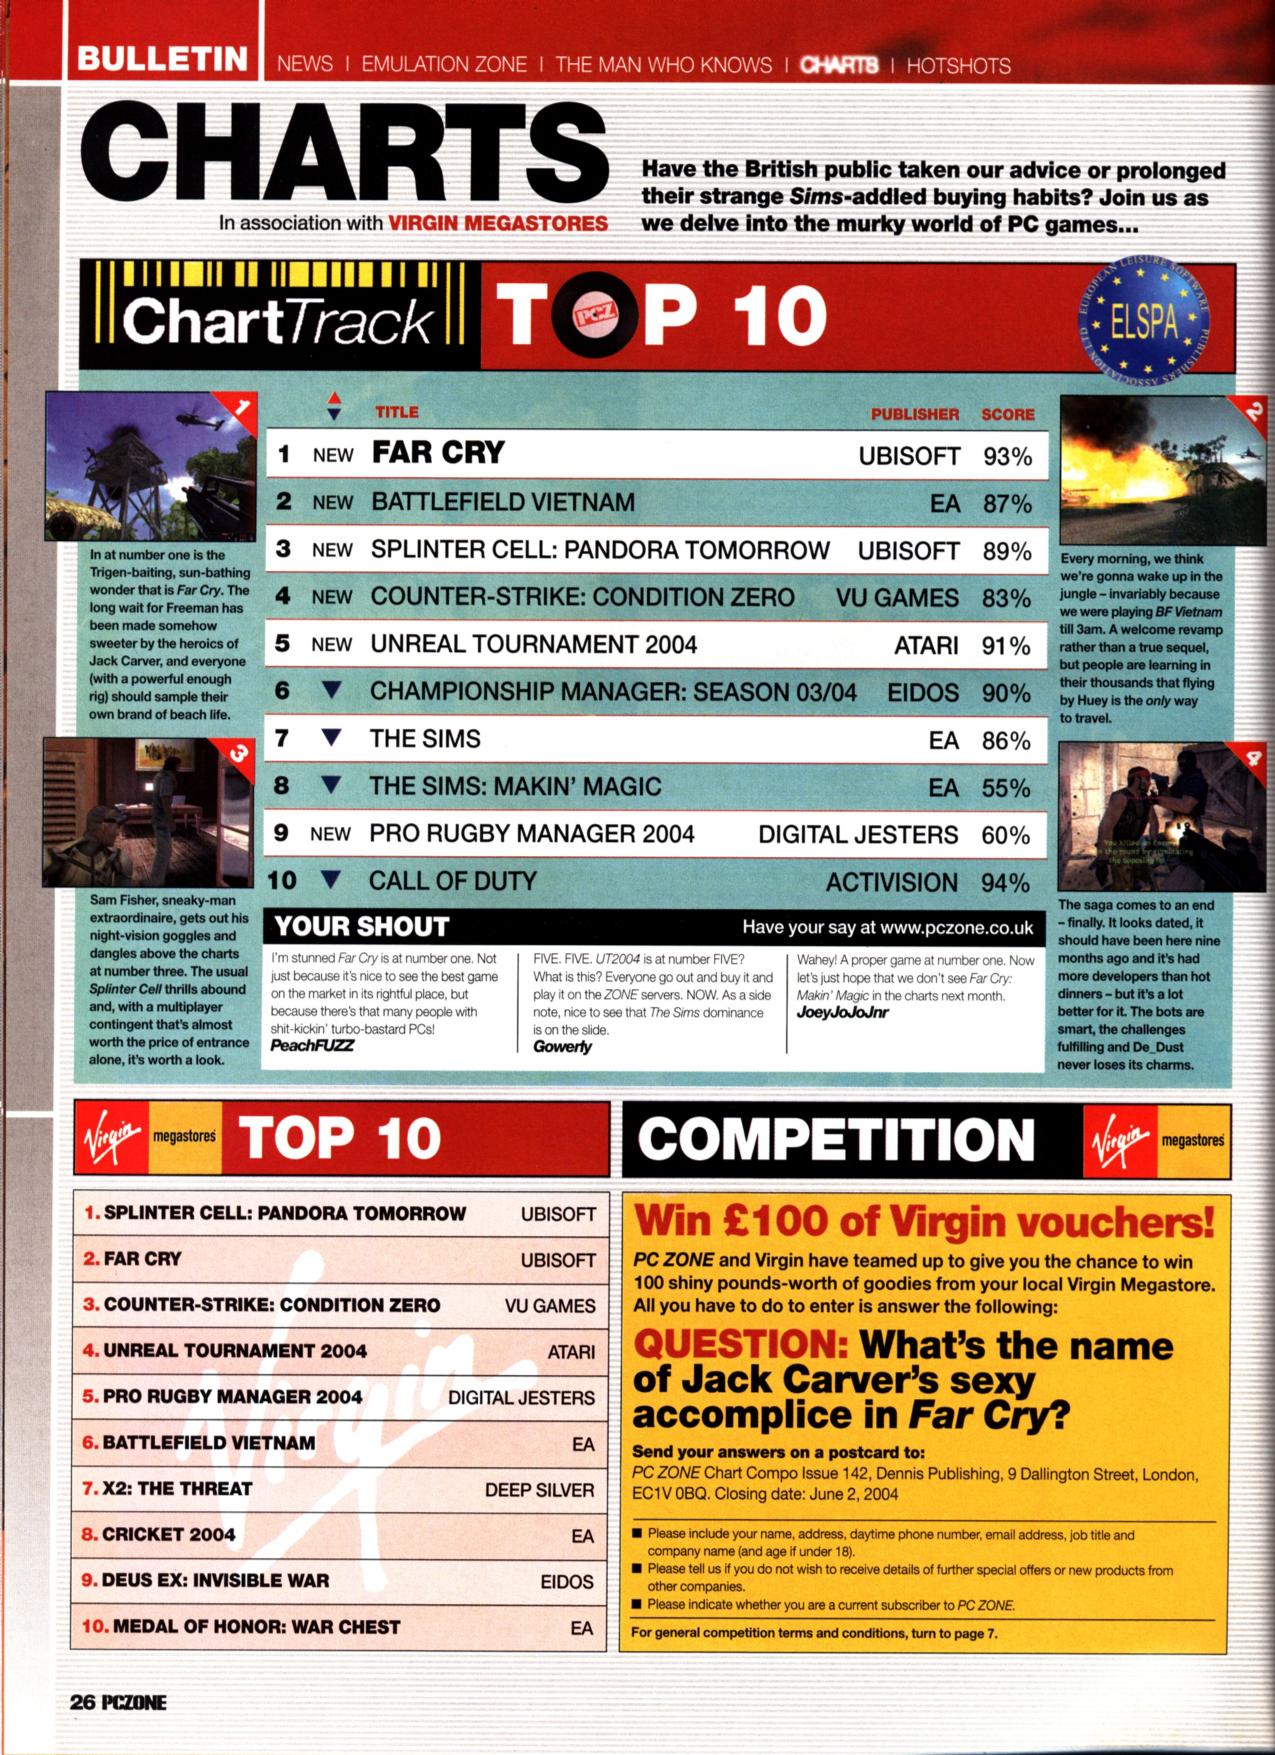 BULLETIN
NEWS | EMULATION ZONE | THE MAN WHO KNOWS | CHARTS | HOTSHOTS
CHARTS
In association with VIRGIN MEGASTORES
Have the British public taken our advice or prolonged
their strange Sims-addled buying habits? Join us as
we delve into the murky world of PC games...
ChartTrack
TOP 10
PCZ
EUROPEAN LEISURE SOFTWARE PUBLISHERS ASSOCIATION LTD
ELSPA
TITLE PUBLISHER SCORE
1 NEW FAR CRY UBISOFT 93%
2 NEW BATTLEFIELD VIETNAM EA 87%
3 NEW SPLINTER CELL: PANDORA TOMORROW UBISOFT 89%
4 NEW COUNTER-STRIKE: CONDITION ZERO VU GAMES 83%
5 NEW UNREAL TOURNAMENT 2004 ATARI 91%
6 ▼ CHAMPIONSHIP MANAGER: SEASON 03/04 EIDOS 90%
7 ▼ THE SIMS EA 86%
8 ▼ THE SIMS: MAKIN' MAGIC EA 55%
9 NEW PRO RUGBY MANAGER 2004 DIGITAL JESTERS 60%
10 ▼ CALL OF DUTY ACTIVISION 94%
1
In at number one is the
Trigen-baiting, sun-bathing
wonder that is Far Cry. The
long wait for Freeman has
been made somehow
sweeter by the heroics of
Jack Carver, and everyone
(with a powerful enough
rig) should sample their
own brand of beach life.
2
Every morning, we think
we're gonna wake up in the
jungle – invariably because
we were playing BF Vietnam
till 3am. A welcome revamp
rather than a true sequel,
but people are learning in
their thousands that flying
by Huey is the only way
to travel.
3
Sam Fisher, sneaky-man
extraordinaire, gets out his
night-vision goggles and
dangles above the charts
at number three. The usual
Splinter Cell thrills abound
and, with a multiplayer
contingent that's almost
worth the price of entrance
alone, it's worth a look.
4
The saga comes to an end
– finally. It looks dated, it
should have been here nine
months ago and it's had
more developers than hot
dinners – but it's a lot
better for it. The bots are
smart, the challenges
fulfilling and De_Dust
never loses its charms.
YOUR SHOUT
Have your say at www.pczone.co.uk
I'm stunned Far Cry is at number one. Not
just because it's nice to see the best game
on the market in its rightful place, but
because there's that many people with
shit-kickin' turbo-bastard PCs!
PeachFUZZ
FIVE. FIVE. UT2004 is at number FIVE?
What is this? Everyone go out and buy it and
play it on the ZONE servers. NOW. As a side
note, nice to see that The Sims dominance
is on the slide.
Gowerly
Wahey! A proper game at number one. Now
let's just hope that we don't see Far Cry:
Makin' Magic in the charts next month.
JoeyJoJoJnr
Virgin megastores
TOP 10
1. SPLINTER CELL: PANDORA TOMORROW UBISOFT
2. FAR CRY UBISOFT
3. COUNTER-STRIKE: CONDITION ZERO VU GAMES
4. UNREAL TOURNAMENT 2004 ATARI
5. PRO RUGBY MANAGER 2004 DIGITAL JESTERS
6. BATTLEFIELD VIETNAM EA
7. X2: THE THREAT DEEP SILVER
8. CRICKET 2004 EA
9. DEUS EX: INVISIBLE WAR EIDOS
10. MEDAL OF HONOR: WAR CHEST EA
Virgin
COMPETITION
Virgin megastores
Win £100 of Virgin vouchers!
PC ZONE and Virgin have teamed up to give you the chance to win
100 shiny pounds-worth of goodies from your local Virgin Megastore.
All you have to do to enter is answer the following:
QUESTION: What's the name
of Jack Carver's sexy
accomplice in Far Cry?
Send your answers on a postcard to:
PC ZONE Chart Compo Issue 142, Dennis Publishing, 9 Dallington Street, London,
EC1V 0BQ. Closing date: June 2, 2004
■ Please include your name, address, daytime phone number, email address, job title and
company name (and age if under 18).
■ Please tell us if you do not wish to receive details of further special offers or new products from
other companies.
■ Please indicate whether you are a current subscriber to PC ZONE.
For general competition terms and conditions, turn to page 7.
26 PCZONE